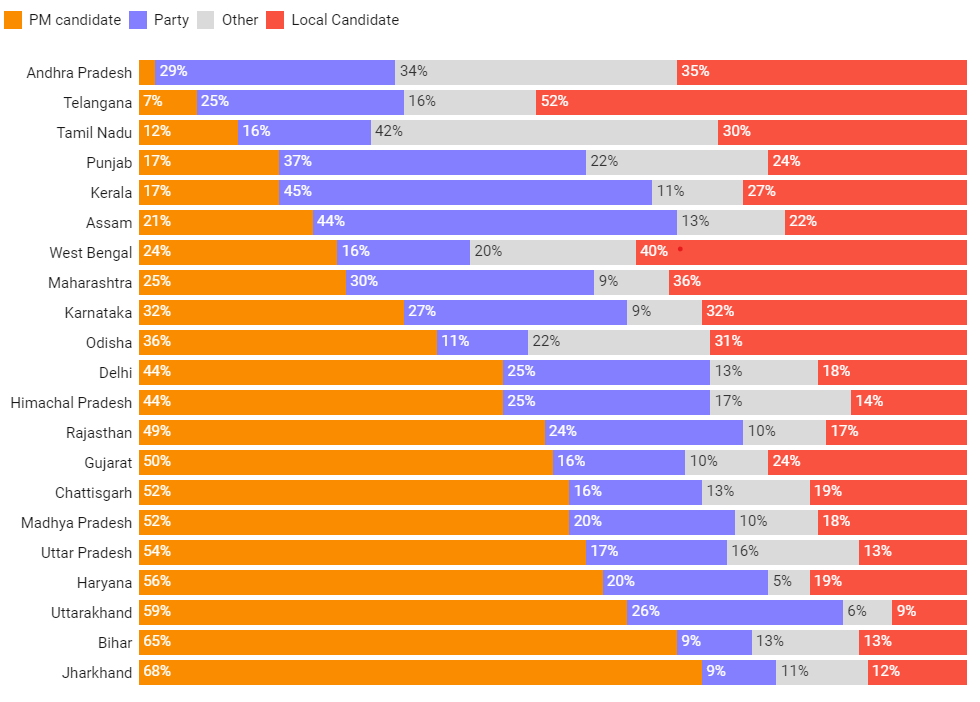 PM candidate Party Other Local Candidate
Andhra Pradesh 29% 34% 35%
Telangana 7% 25% 16% 52%
Tamil Nadu 12% 16% 42% 30%
Punjab 17% 37% 22% 24%
Kerala 17% 45% 11% 27%
Assam 21% 44% 13% 22%
West Bengal 24% 16% 20% 40%
Maharashtra 25% 30% 9% 36%
Karnataka 32% 27% 9% 32%
Odisha 36% 11% 22% 31%
Delhi 44% 25% 13% 18%
Himachal Pradesh 44% 25% 17% 14%
Rajasthan 49% 24% 10% 17%
Gujarat 50% 16% 10% 24%
Chattisgarh 52% 16% 13% 19%
Madhya Pradesh 52% 20% 10% 18%
Uttar Pradesh 54% 17% 16% 13%
Haryana 56% 20% 5% 19%
Uttarakhand 59% 26% 6% 9%
Bihar 65% 9% 13% 13%
Jharkhand 68% 9% 11% 12%